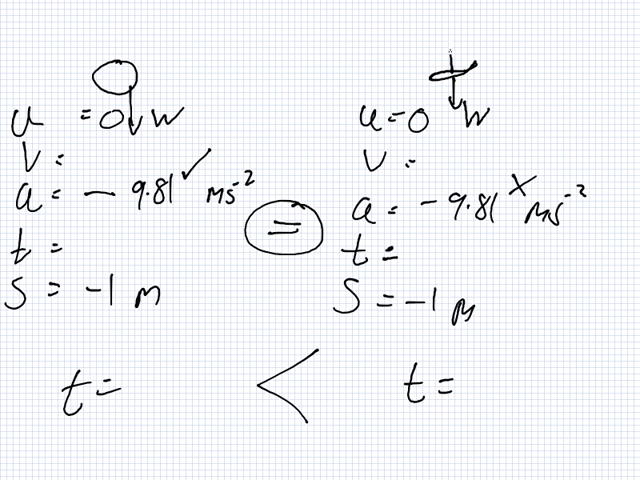 u = 0 W u = 0 W
v = v =
a = - 9.81 ✓ ms⁻² a = - 9.81 × ms⁻²
=
t = t =
s = -1 m s = -1 m
t = < t =